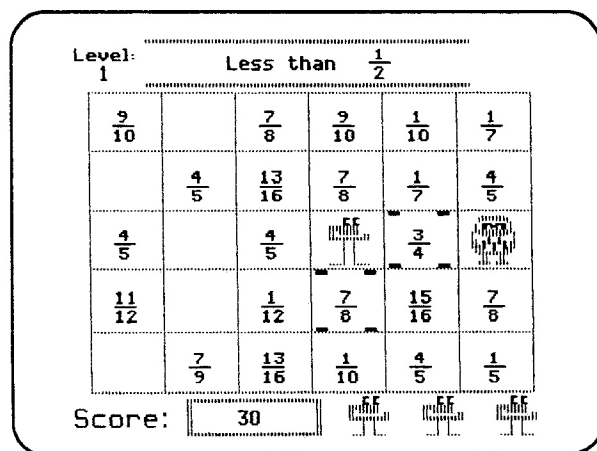 Level: 1
Less than 1/2
9/10 7/8 9/10 1/10 1/7
4/5 13/16 7/8 1/7 4/5
4/5 4/5 3/4
11/12 1/12 7/8 15/16 7/8
7/9 13/16 1/10 4/5 1/5
Score: 30